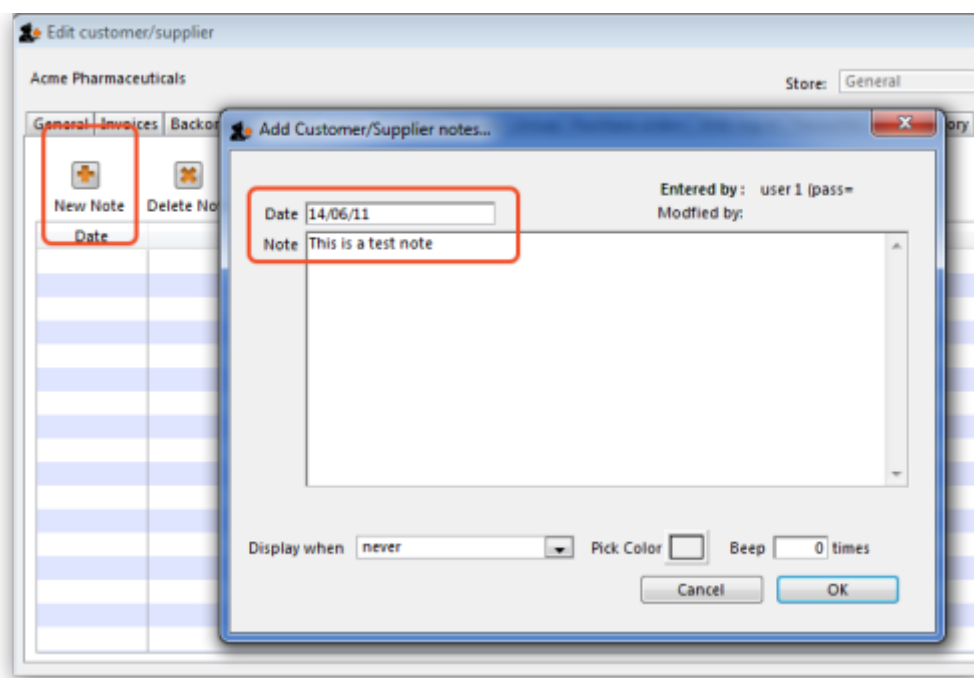 Edit customer/supplier
Acme Pharmaceuticals
Store: General
General Invoices Backor
ory
Add Customer/Supplier notes...
New Note Delete No
Date
Entered by: user 1 (pass=
Modfied by:
Date 14/06/11
Note This is a test note
Display when never Pick Color Beep 0 times
Cancel OK